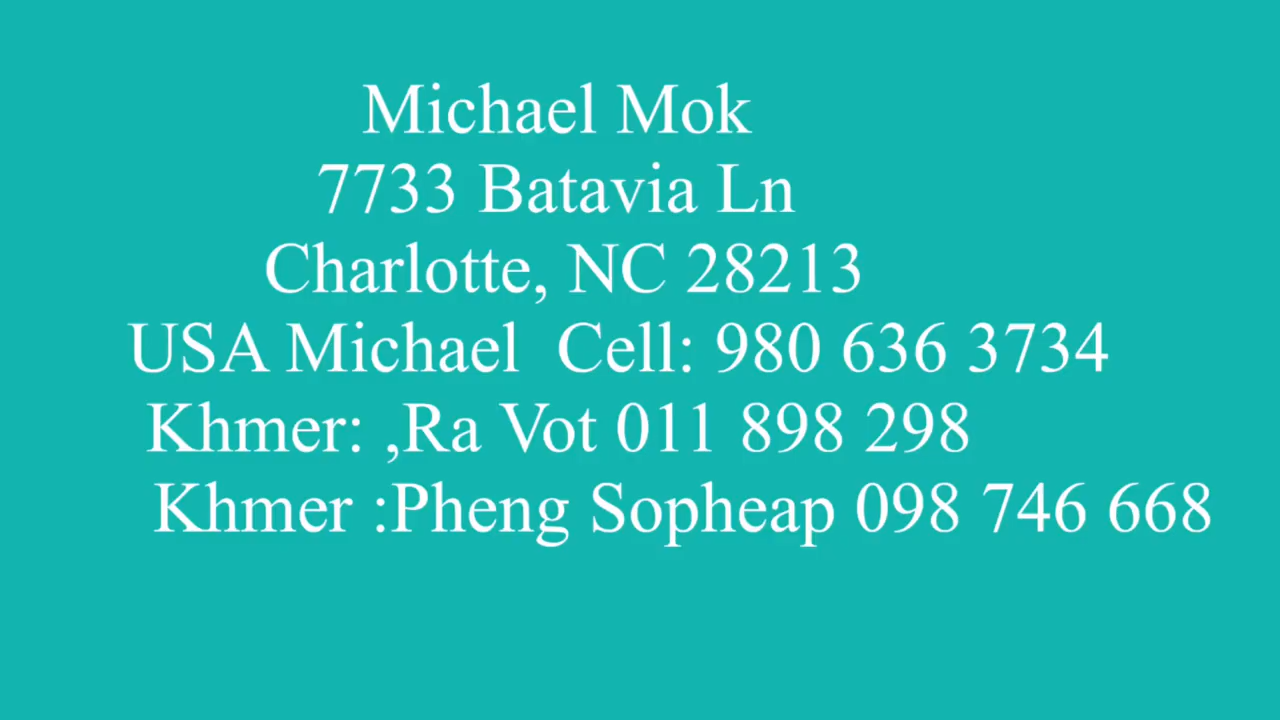 Michael Mok
7733 Batavia Ln
Charlotte, NC 28213
USA Michael  Cell: 980 636 3734
Khmer: ,Ra Vot 011 898 298
Khmer :Pheng Sopheap 098 746 668